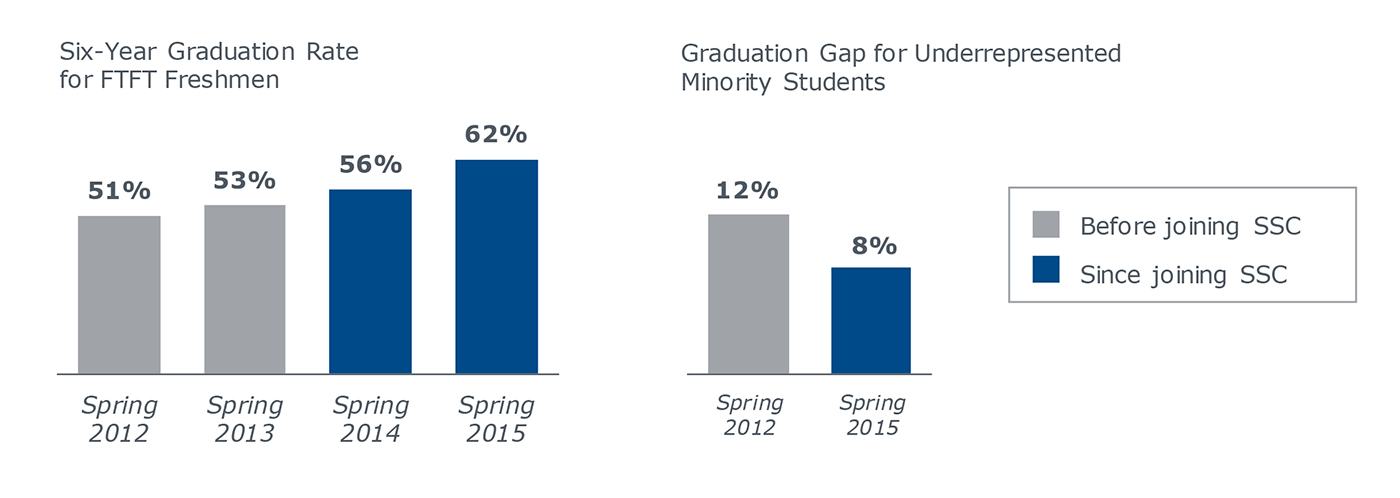 Six-Year Graduation Rate
for FTFT Freshmen
51%
53%
56%
62%
Spring
2012
Spring
2013
Spring
2014
Spring
2015
Graduation Gap for Underrepresented
Minority Students
12%
8%
Spring
2012
Spring
2015
Before joining SSC
Since joining SSC